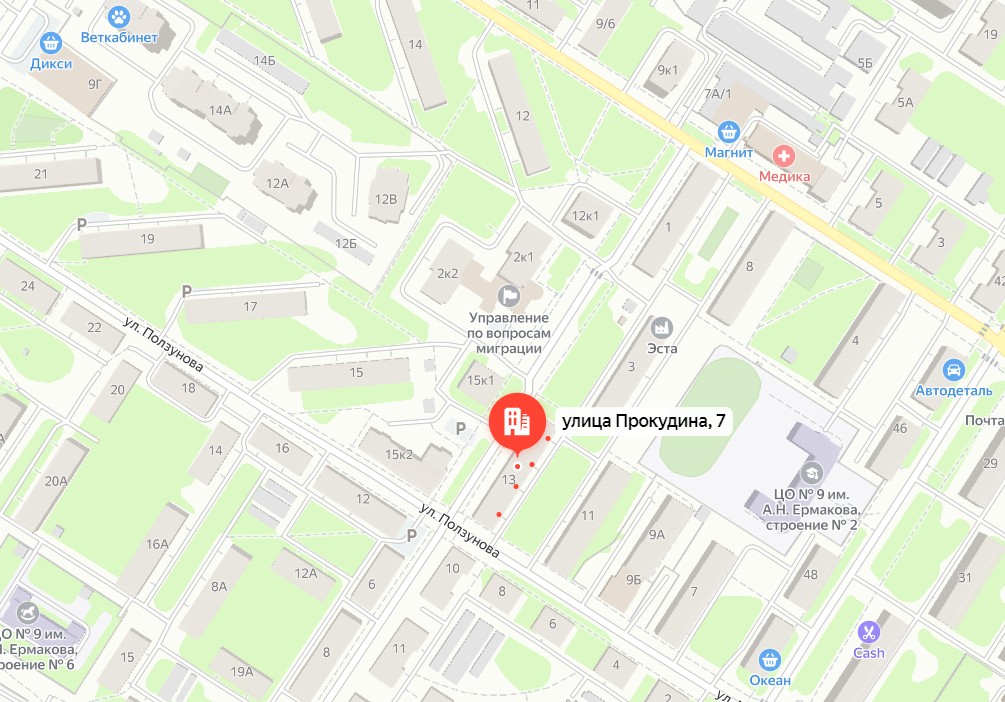 11
9/6
19
Веткабинет
14
Дикси
14Б
5Б
9к1
9Г
7А/1
5А
14А
12
Магнит
Медика
21
12А
12В
5
12к1
1
19
12Б
3
2к1
8
2к2
24
P
P
17
42
22
ул. Ползунова
Управление
по вопросам
миграции
Эста
4
15
3
15к1
18
20
Автодеталь
улица Прокудина, 7
Почта
P
46
14
16
15к2
29
20А
13
ЦО № 9 им.
А.Н. Ермакова,
строение № 2
12
ул. Ползунова
11
P
9А
16А
10
12А
9Б
48
31
8А
6
8
7
ЦО № 9 им.
Н. Ермакова,
роение № 6
6
Cash
11
8
15
19А
4
Океан
ул.